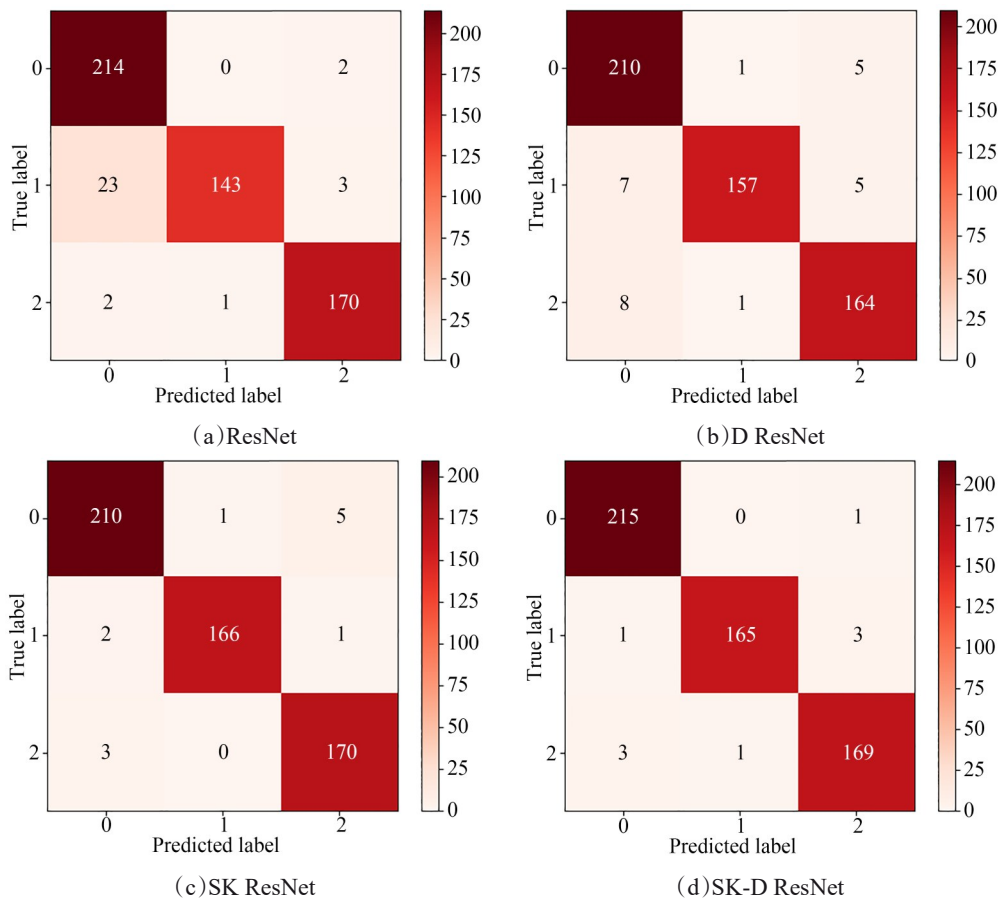 200
175
150
125
100
75
50
25
0
True label
0
1
2
214 0 2
23 143 3
2 1 170
0 1 2
Predicted label
(a)ResNet
200
175
150
125
100
75
50
25
0
True label
0
1
2
210 1 5
7 157 5
8 1 164
0 1 2
Predicted label
(b)D ResNet
200
175
150
125
100
75
50
25
0
True label
0
1
2
210 1 5
2 166 1
3 0 170
0 1 2
Predicted label
(c)SK ResNet
200
175
150
125
100
75
50
25
0
True label
0
1
2
215 0 1
1 165 3
3 1 169
0 1 2
Predicted label
(d)SK-D ResNet